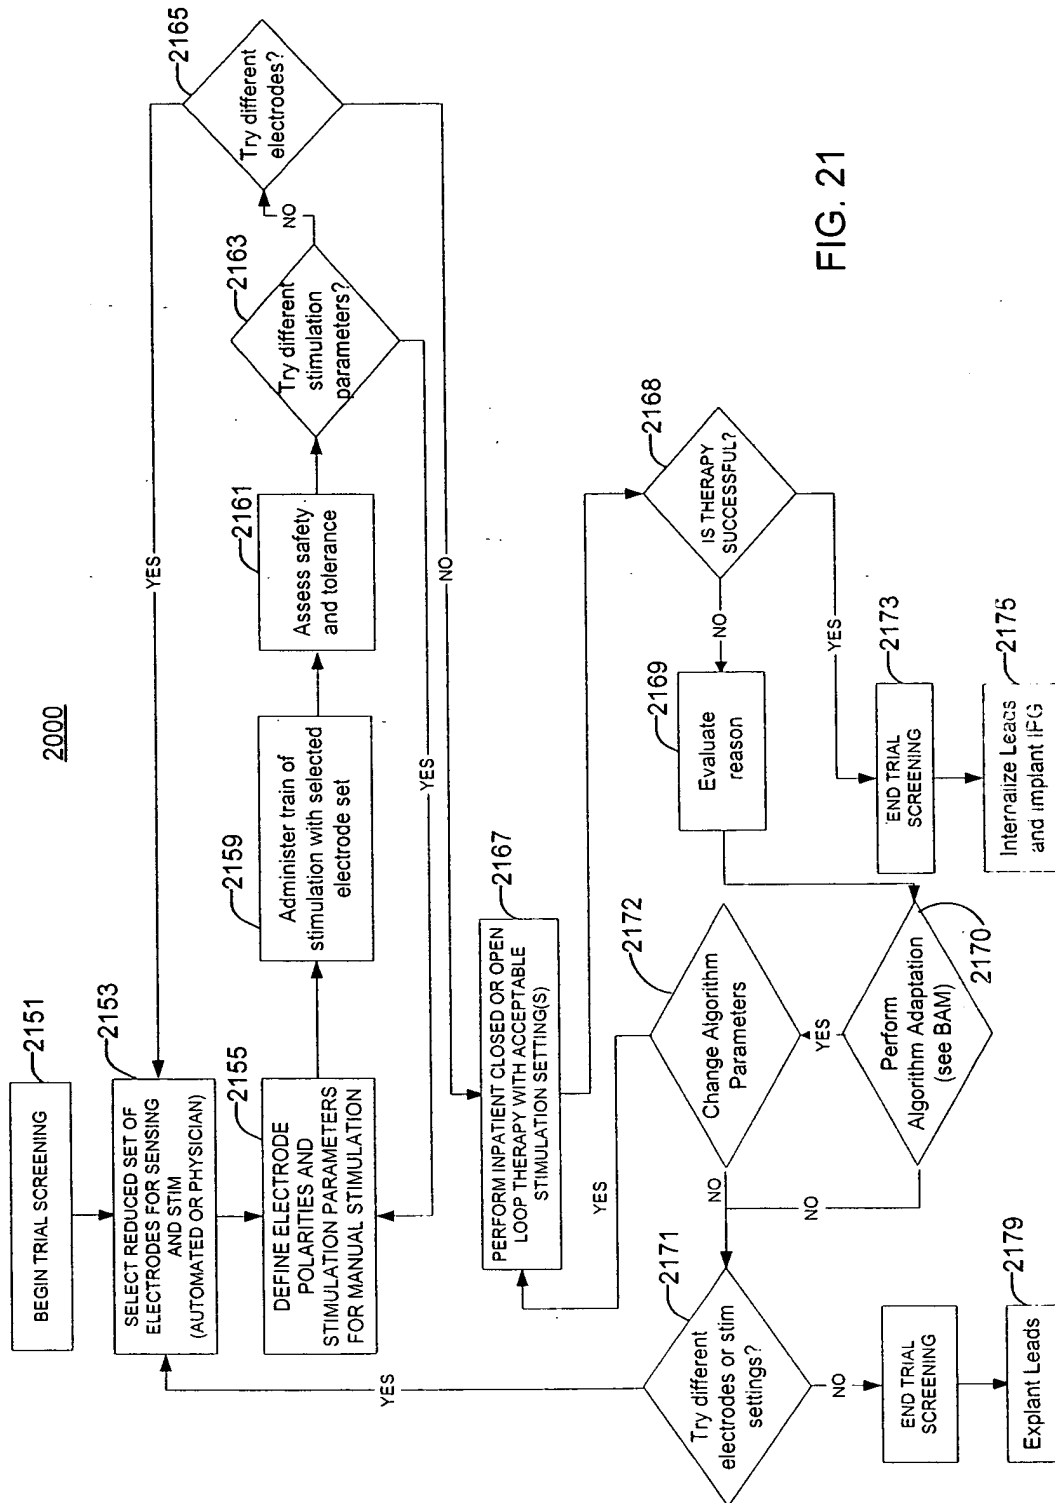 2000
BEGIN TRIAL SCREENING
2151
SELECT REDUCED SET OF
ELECTRODES FOR SENSING
AND STIM
(AUTOMATED OR PHYSICIAN)
2153
DEFINE ELECTRODE
POLARITIES AND
STIMULATION PARAMETERS
FOR MANUAL STIMULATION
2155
Administer train of
stimulation with selected
electrode set
2159
Assess safety
and tolerance
2161
Try different
stimulation
parameters?
2163
NO
YES
Try different
electrodes?
2165
YES
NO
PERFORM INPATIENT CLOSED OR OPEN
LOOP THERAPY WITH ACCEPTABLE
STIMULATION SETTING(S)
2167
IS THERAPY
SUCCESSFUL?
2168
NO
YES
Evaluate
reason
2169
END TRIAL
SCREENING
2173
Internalize Leads
and implant IPG
2175
Perform
Algorithm Adaptation
(see BAM)
2170
YES
NO
Change Algorithm
Parameters
2172
YES
NO
Try different
electrodes or stim
settings?
2171
YES
NO
END TRIAL
SCREENING
Explant Leads
2179
FIG. 21